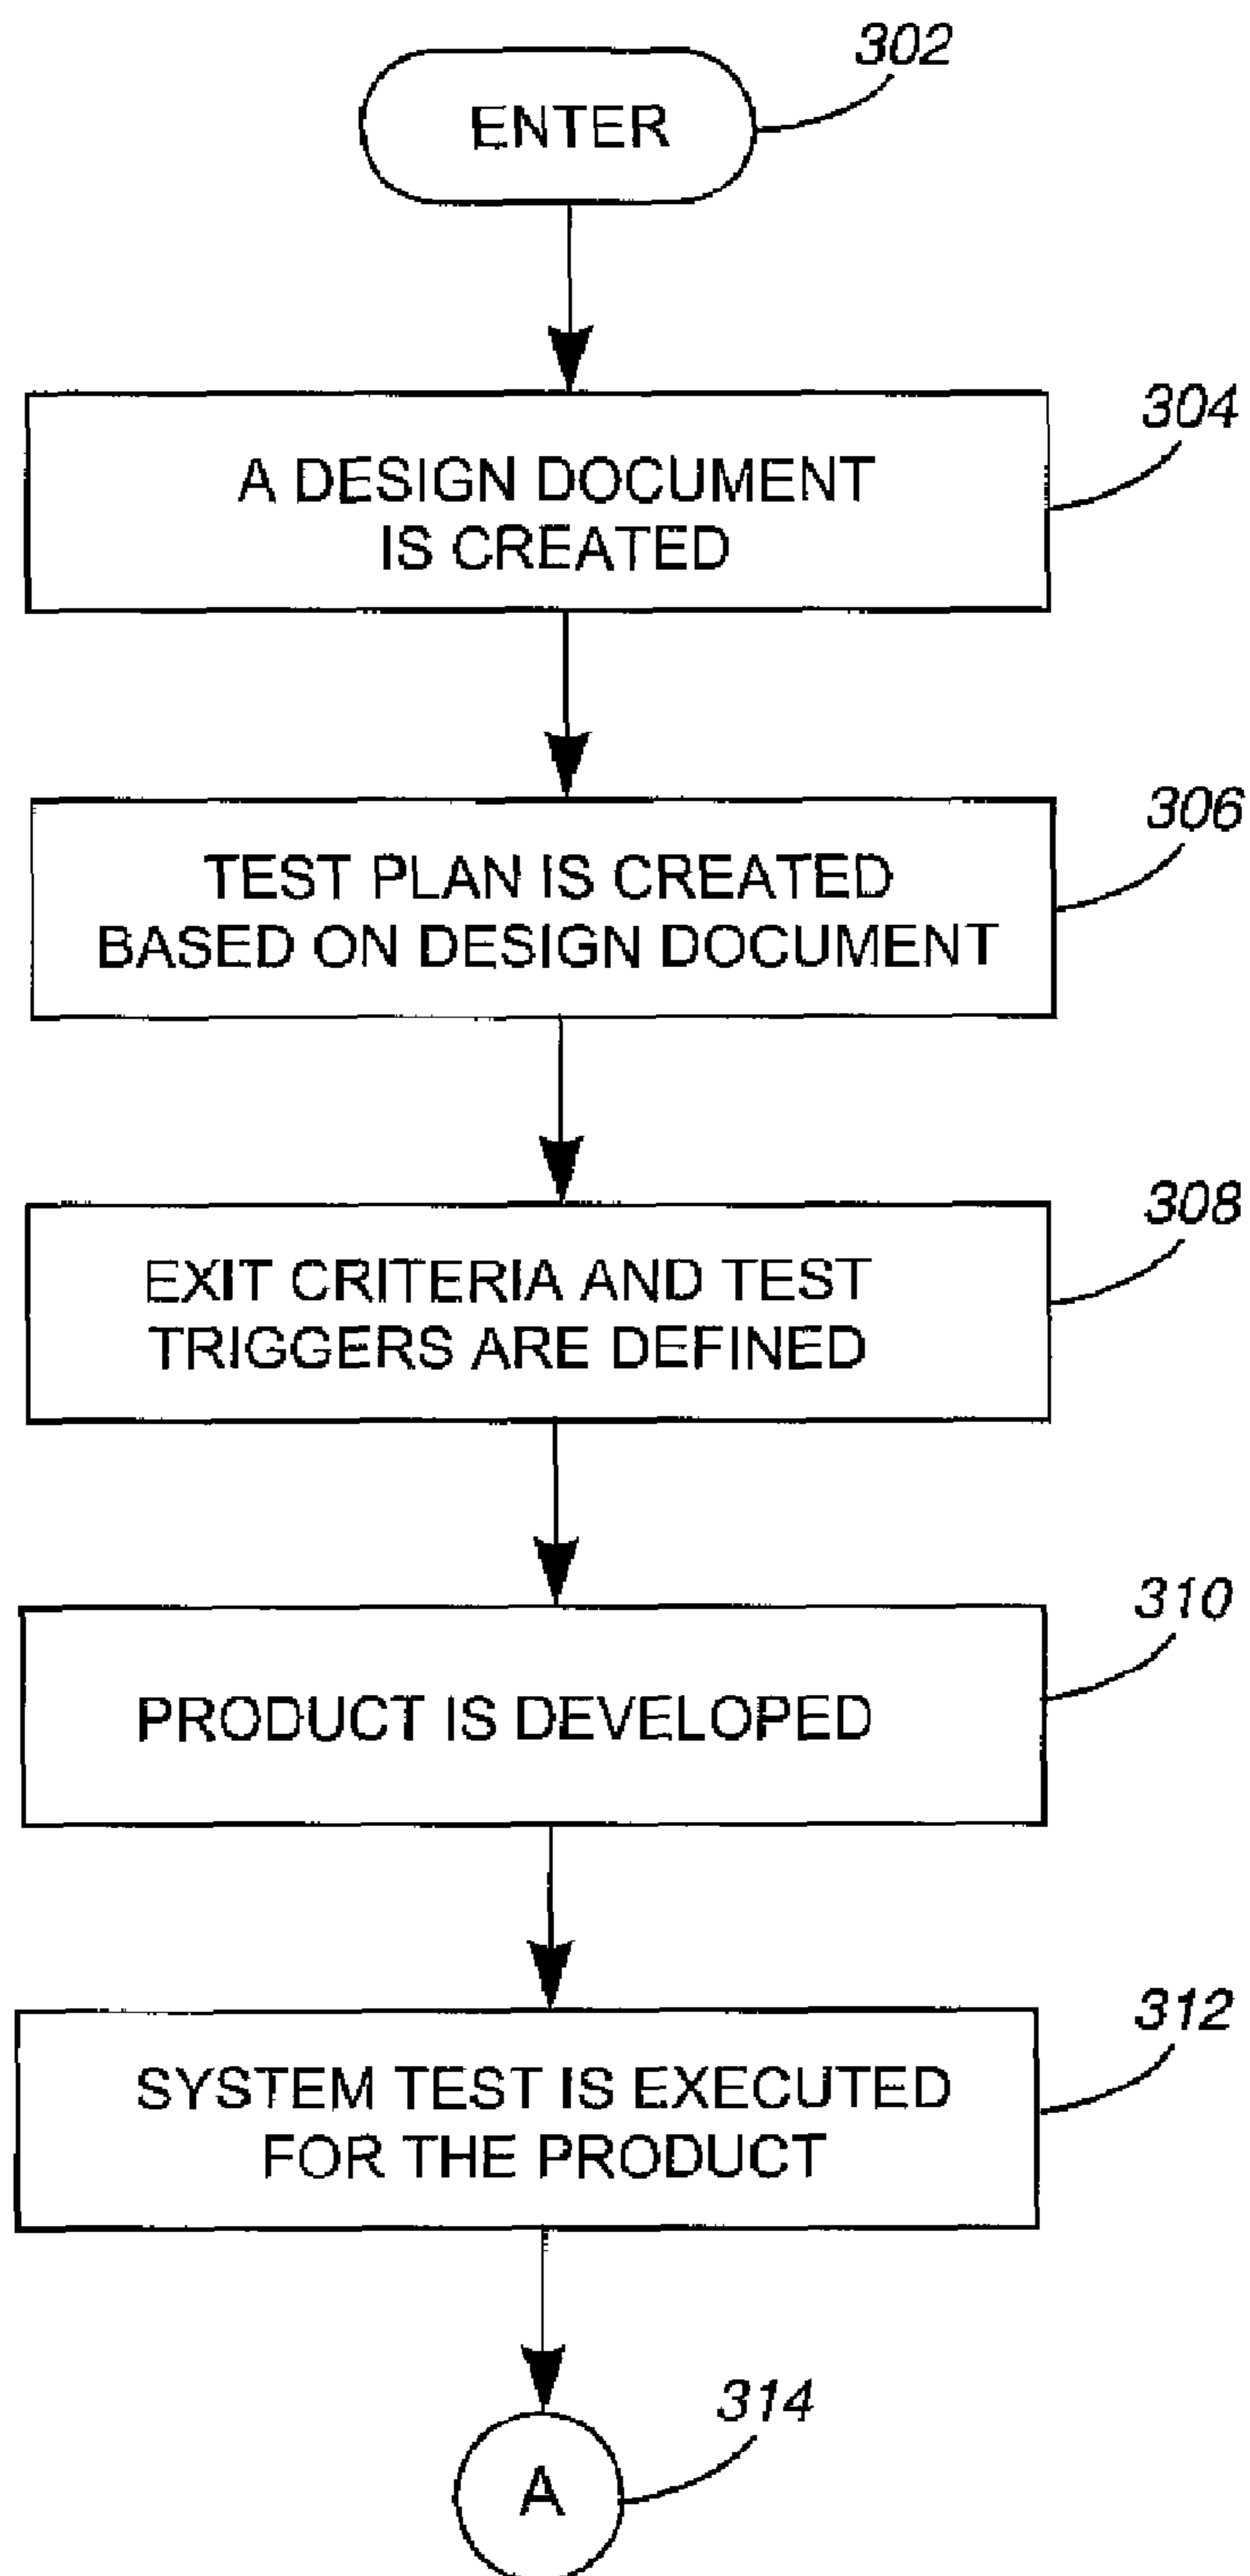 302
ENTER
304
A DESIGN DOCUMENT
IS CREATED
306
TEST PLAN IS CREATED
BASED ON DESIGN DOCUMENT
308
EXIT CRITERIA AND TEST
TRIGGERS ARE DEFINED
310
PRODUCT IS DEVELOPED
312
SYSTEM TEST IS EXECUTED
FOR THE PRODUCT
314
A